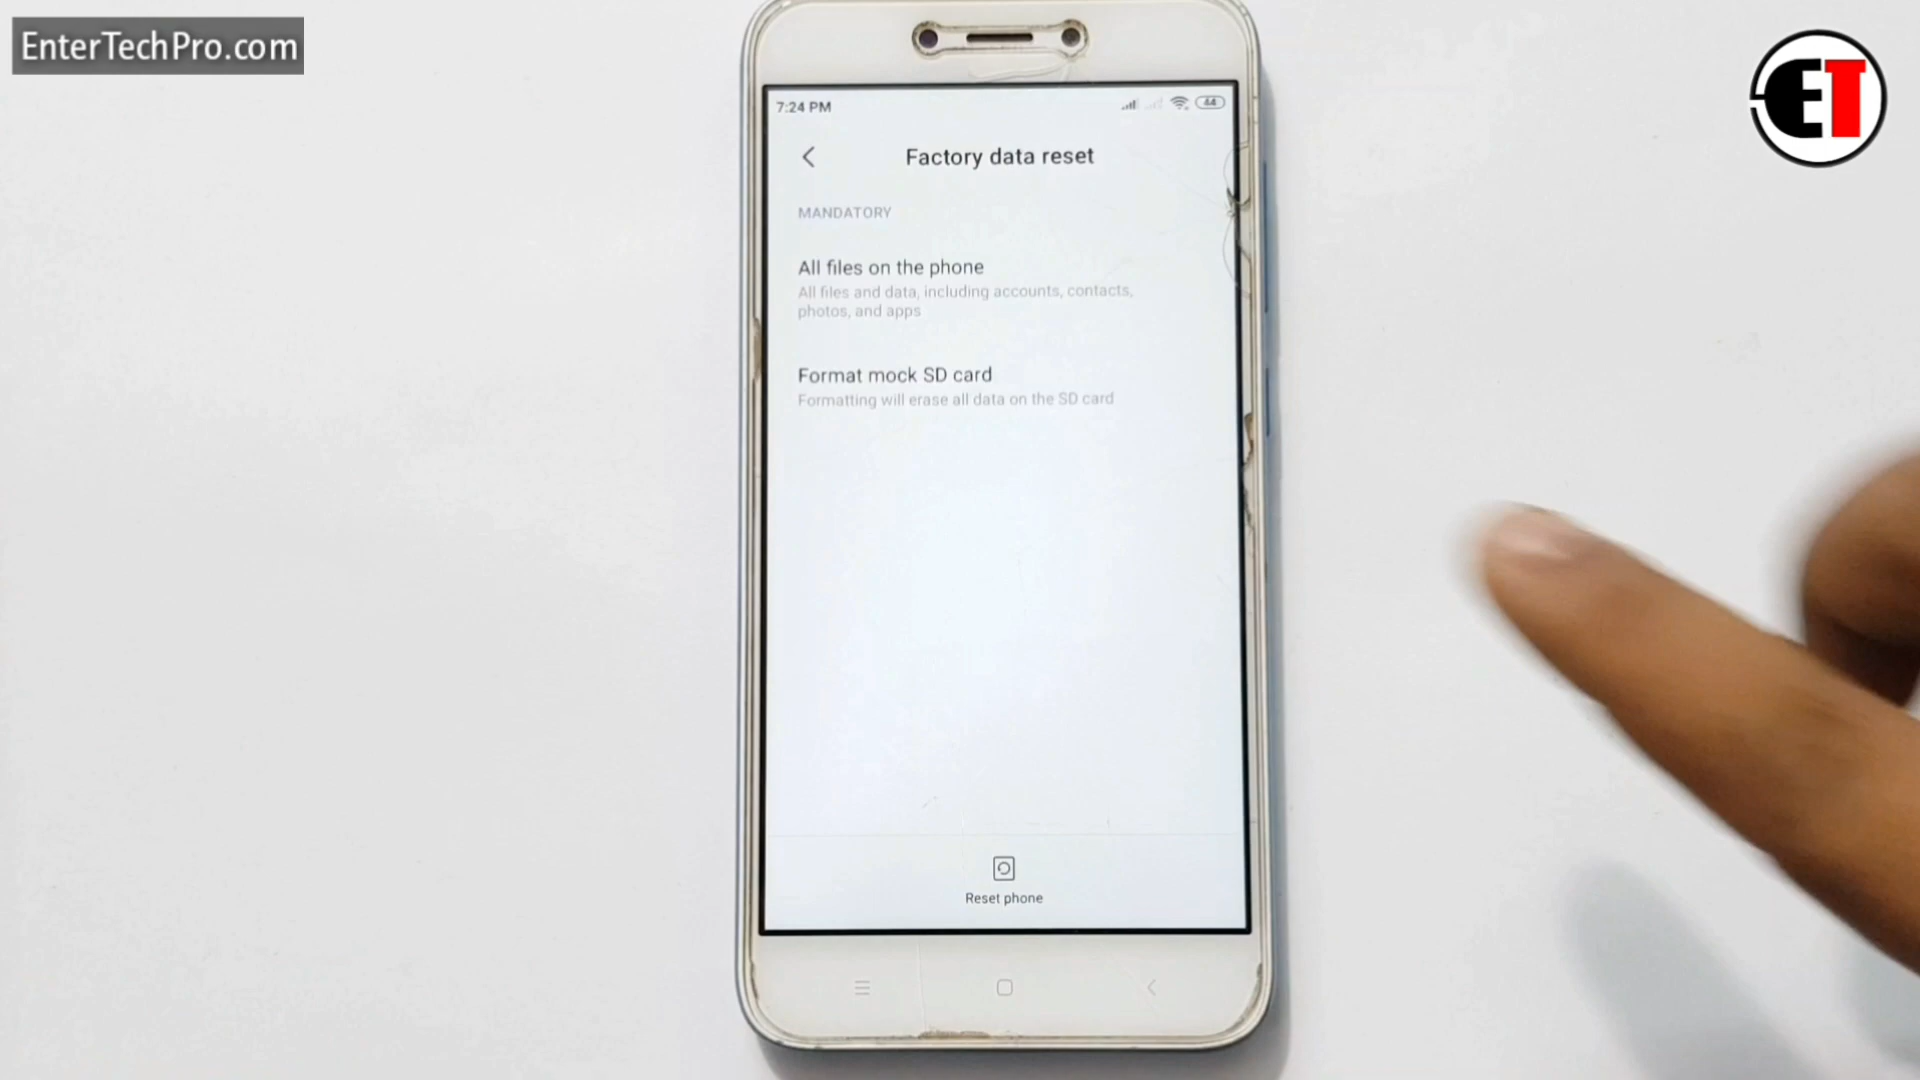 EnterTechPro.com
ET
7:24 PM
44
Factory data reset
MANDATORY
All files on the phone
All files and data, including accounts, contacts,
photos, and apps
Format mock SD card
Formatting will erase all data on the SD card
Reset phone